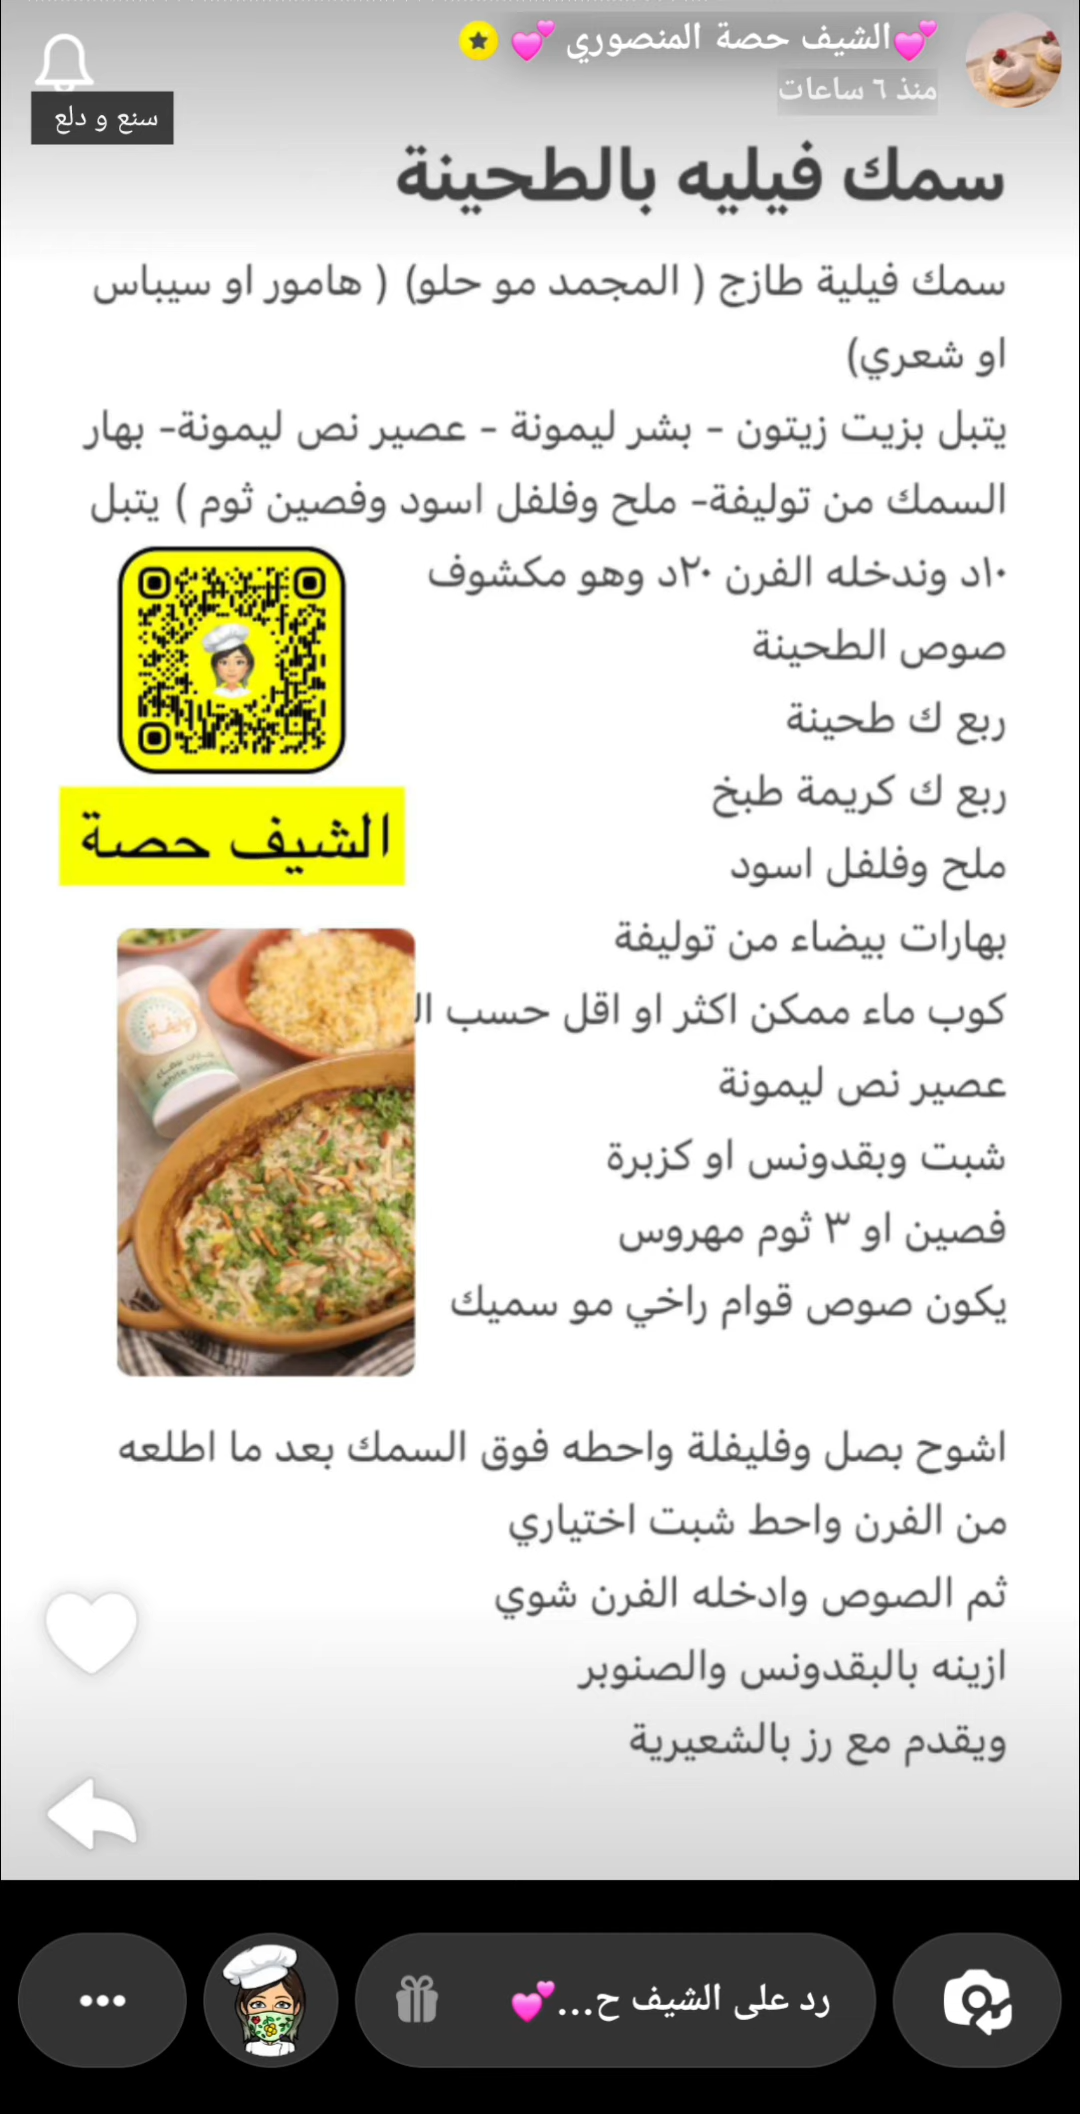 💕الشيف حصة المنصوري 💕
منذ ٦ ساعات
سنع و دلع
سمك فيليه بالطحينة
سمك فيلية طازج ( المجمد مو حلو) ( هامور او سيباس
او شعري)
يتبل بزيت زيتون - بشر ليمونة - عصير نص ليمونة- بهار
السمك من توليفة- ملح وفلفل اسود وفصين ثوم ) يتبل
١٠د وندخله الفرن ٢٠د وهو مكشوف
صوص الطحينة
ربع ك طحينة
ربع ك كريمة طبخ
ملح وفلفل اسود
بهارات بيضاء من توليفة
كوب ماء ممكن اكثر او اقل حسب ال
عصير نص ليمونة
شبت وبقدونس او كزبرة
فصين او ٣ ثوم مهروس
يكون صوص قوام راخي مو سميك
الشيف حصة
توليفة
بهارات بيضاء
white spices
اشوح بصل وفليفلة واحطه فوق السمك بعد ما اطلعه
من الفرن واحط شبت اختياري
ثم الصوص وادخله الفرن شوي
ازينه بالبقدونس والصنوبر
ويقدم مع رز بالشعيرية
رد على الشيف ح...💕